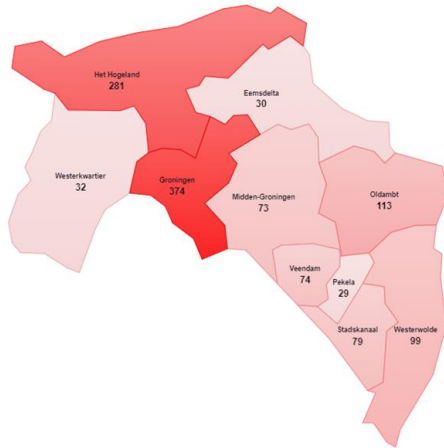 Het Hogeland
281
Eemsdelta
30
Westerkwartier
32
Groningen
374
Midden-Groningen
73
Oldambt
113
Veendam
74
Pekela
29
Stadskanaal
79
Westerwolde
99